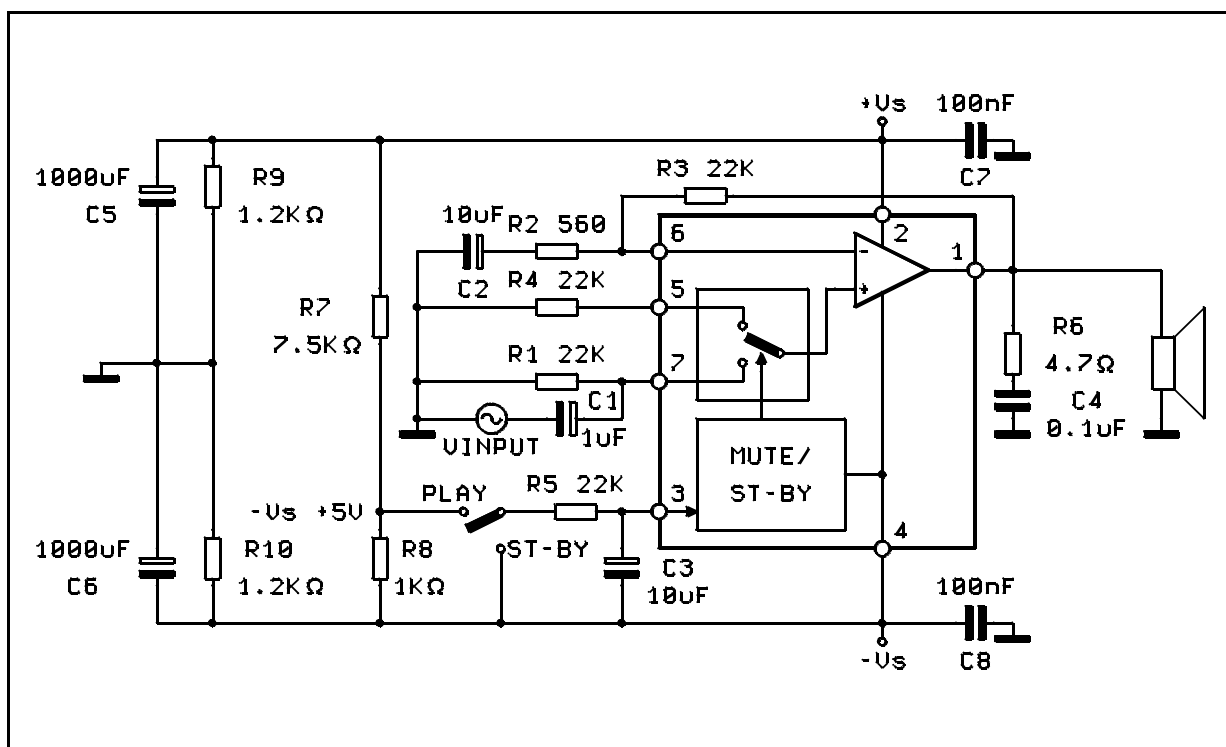 +Vs
100nF
C7
1000uF
C5
R9
1.2KΩ
R3 22K
10uF
C2
R2 560
6
2
1
-
+
R4 22K
5
R7
7.5KΩ
R1 22K
7
C1
1uF
VINPUT
R6
4.7Ω
C4
0.1uF
MUTE/
ST-BY
PLAY
R5 22K
3
-Vs +5V
ST-BY
4
1000uF
C6
R10
1.2KΩ
R8
1KΩ
C3
10uF
100nF
C8
-Vs